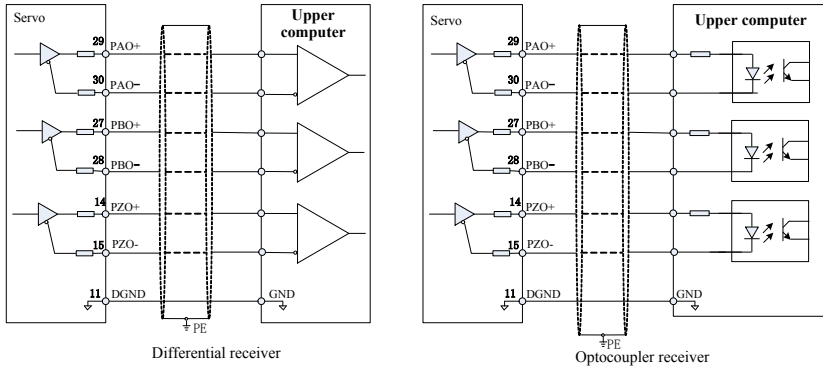 Servo
Upper
computer
29
PAO+
30
PAO−
27
PBO+
28
PBO−
14
PZO+
15
PZO-
11
DGND
GND
PE
Differential receiver
Servo
Upper computer
29
PAO+
30
PAO−
27
PBO+
28
PBO−
14
PZO+
15
PZO-
11
DGND
GND
PE
Optocoupler receiver